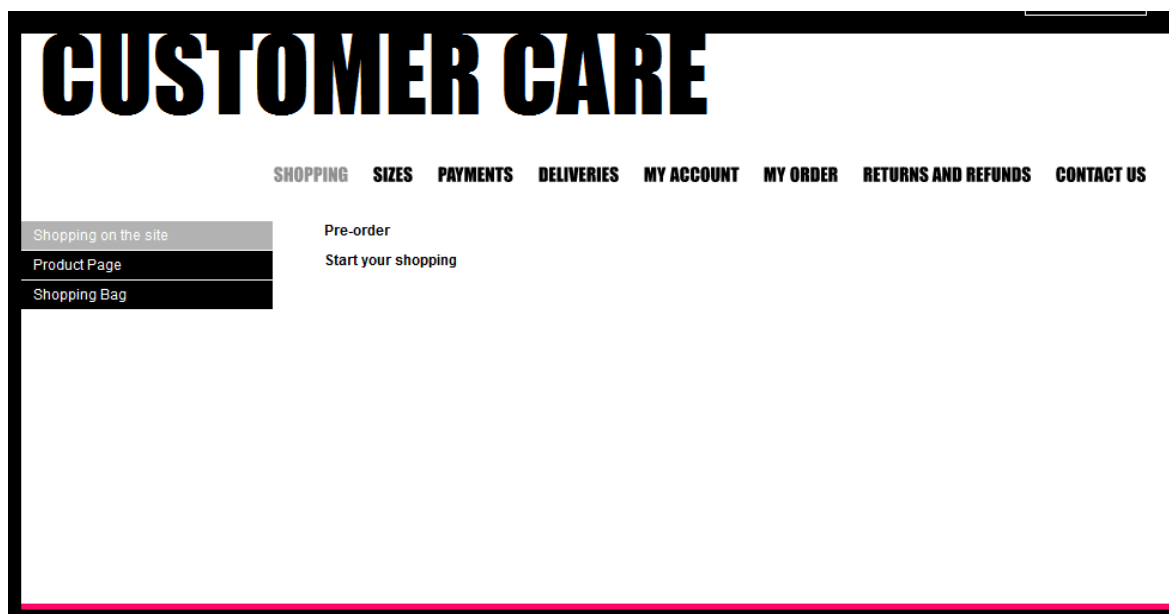 CUSTOMER CARE
SHOPPING SIZES PAYMENTS DELIVERIES MY ACCOUNT MY ORDER RETURNS AND REFUNDS CONTACT US
Shopping on the site
Product Page
Shopping Bag
Pre-order
Start your shopping